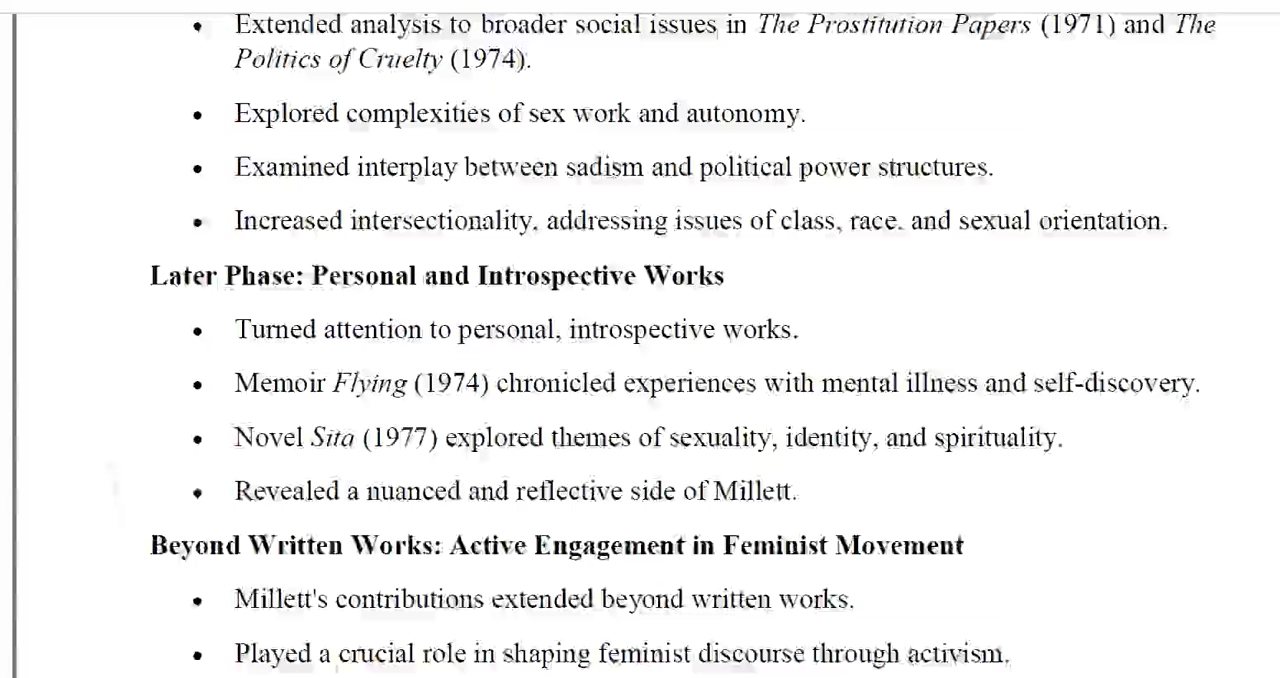 • Extended analysis to broader social issues in The Prostitution Papers (1971) and The
Politics of Cruelty (1974).
• Explored complexities of sex work and autonomy.
• Examined interplay between sadism and political power structures.
• Increased intersectionality, addressing issues of class, race, and sexual orientation.
Later Phase: Personal and Introspective Works
• Turned attention to personal, introspective works.
• Memoir Flying (1974) chronicled experiences with mental illness and self-discovery.
• Novel Sita (1977) explored themes of sexuality, identity, and spirituality.
• Revealed a nuanced and reflective side of Millett.
Beyond Written Works: Active Engagement in Feminist Movement
• Millett's contributions extended beyond written works.
• Played a crucial role in shaping feminist discourse through activism.